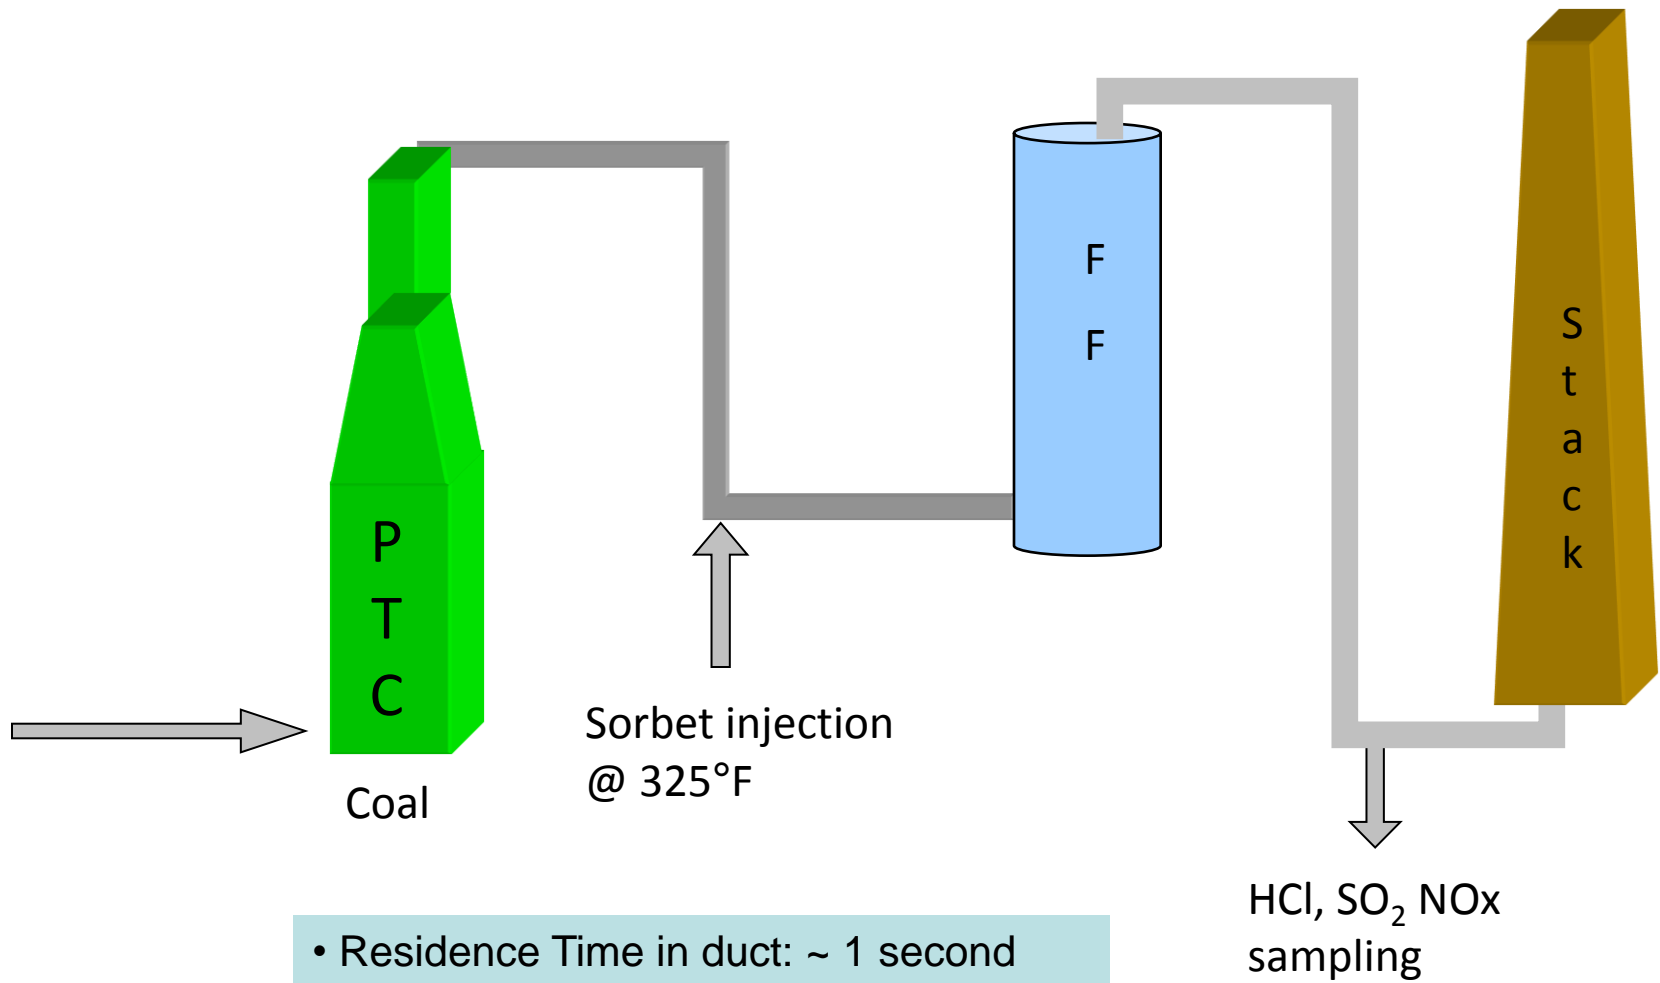 P
T
C
Coal
Sorbet injection
@ 325°F
F
F
S
t
a
c
k
HCl, SO₂ NOx
sampling
• Residence Time in duct: ~ 1 second